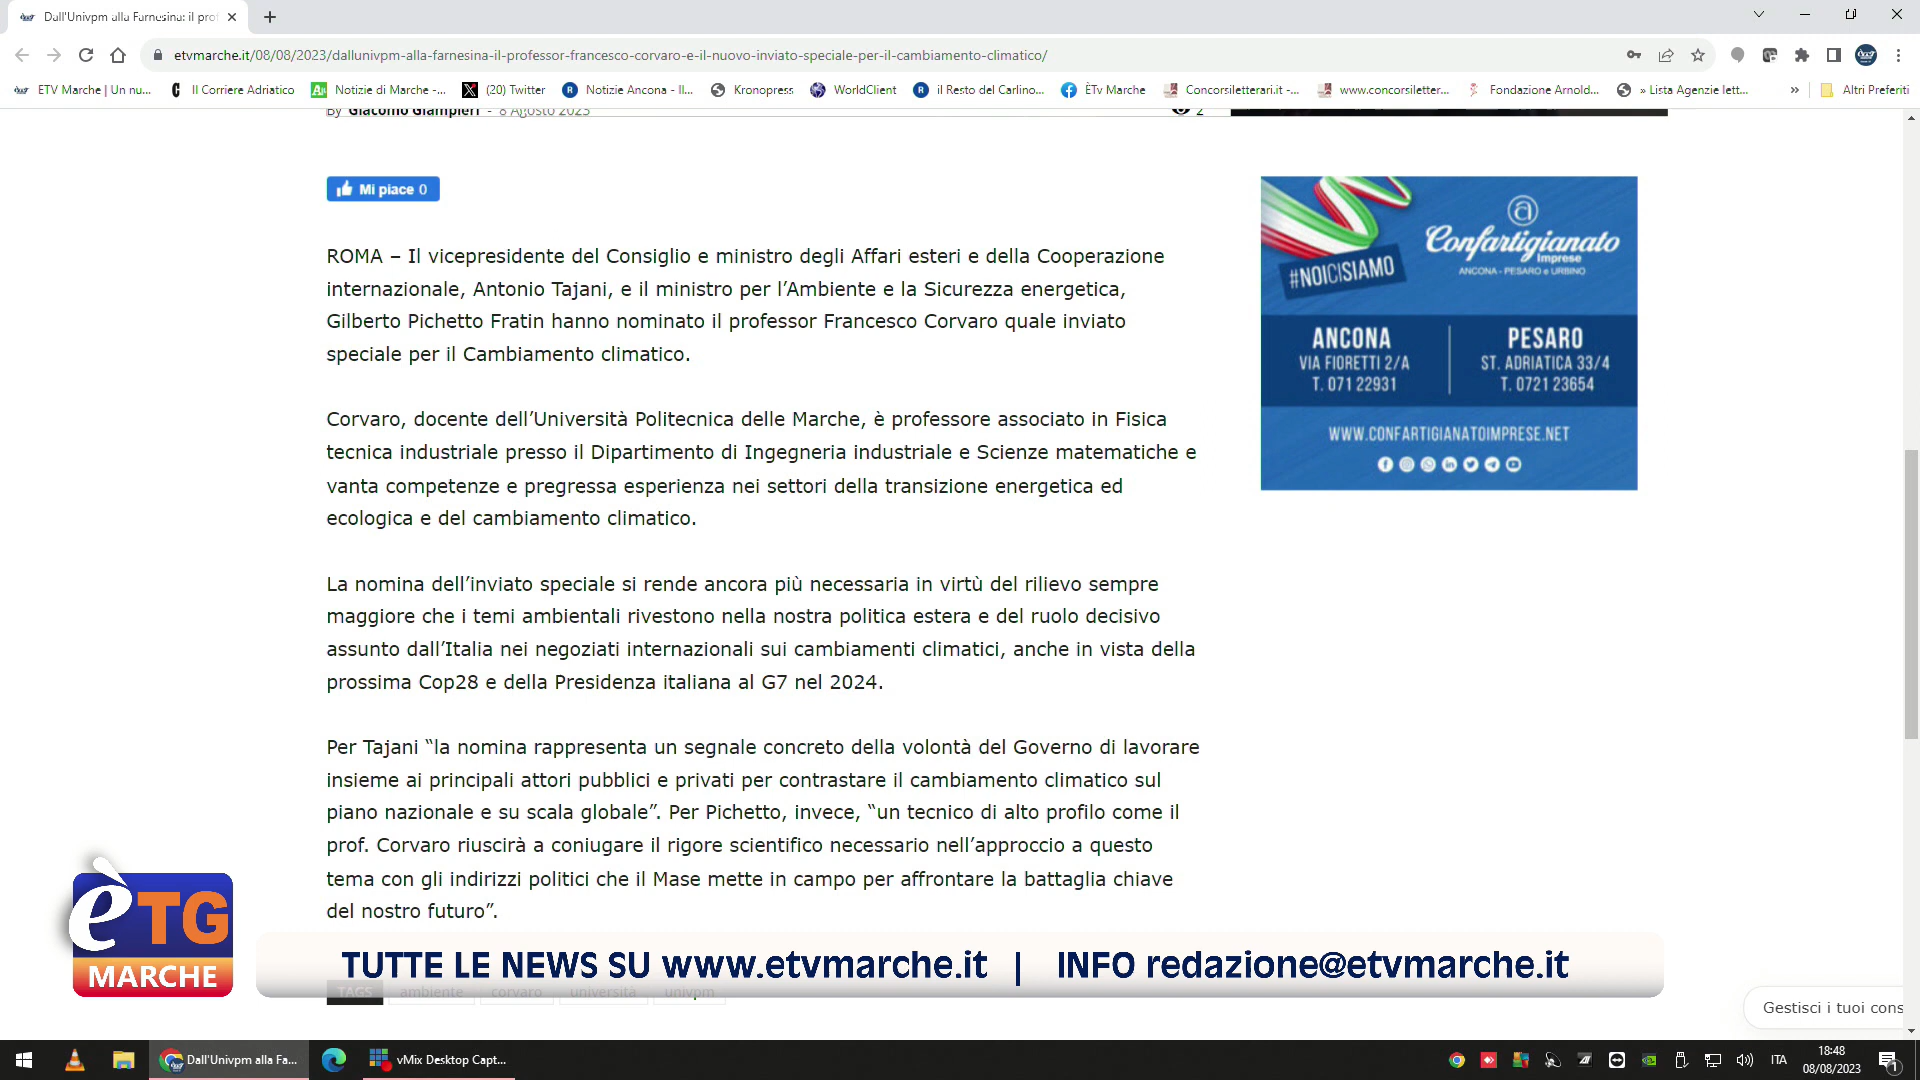 Dall'Univpm alla Farnesina: il prof
etvmarche.it/08/08/2023/dallunivpm-alla-farnesina-il-professor-francesco-corvaro-e-il-nuovo-inviato-speciale-per-il-cambiamento-climatico/
ETV Marche | Un nu...
Il Corriere Adriatico
Notizie di Marche -...
(20) Twitter
Notizie Ancona - Il...
Kronopress
WorldClient
il Resto del Carlino...
ÈTv Marche
Concorsiletterari.it -...
www.concorsiletter...
Fondazione Arnold...
» Lista Agenzie lett...
»
Altri Preferiti
By Giacomo Giampieri - 8 Agosto 2023
2
Mi piace 0
ROMA – Il vicepresidente del Consiglio e ministro degli Affari esteri e della Cooperazione
internazionale, Antonio Tajani, e il ministro per l’Ambiente e la Sicurezza energetica,
Gilberto Pichetto Fratin hanno nominato il professor Francesco Corvaro quale inviato
speciale per il Cambiamento climatico.
Corvaro, docente dell’Università Politecnica delle Marche, è professore associato in Fisica
tecnica industriale presso il Dipartimento di Ingegneria industriale e Scienze matematiche e
vanta competenze e pregressa esperienza nei settori della transizione energetica ed
ecologica e del cambiamento climatico.
La nomina dell’inviato speciale si rende ancora più necessaria in virtù del rilievo sempre
maggiore che i temi ambientali rivestono nella nostra politica estera e del ruolo decisivo
assunto dall’Italia nei negoziati internazionali sui cambiamenti climatici, anche in vista della
prossima Cop28 e della Presidenza italiana al G7 nel 2024.
Per Tajani “la nomina rappresenta un segnale concreto della volontà del Governo di lavorare
insieme ai principali attori pubblici e privati per contrastare il cambiamento climatico sul
piano nazionale e su scala globale”. Per Pichetto, invece, “un tecnico di alto profilo come il
prof. Corvaro riuscirà a coniugare il rigore scientifico necessario nell’approccio a questo
tema con gli indirizzi politici che il Mase mette in campo per affrontare la battaglia chiave
del nostro futuro”.
#NOICISIAMO
a
Confartigianato
Imprese
ANCONA - PESARO e URBINO
ANCONA
VIA FIORETTI 2/A
T. 071 22931
PESARO
ST. ADRIATICA 33/4
T. 0721 23654
WWW.CONFARTIGIANATOIMPRESE.NET
èTG
MARCHE
TUTTE LE NEWS SU www.etvmarche.it | INFO redazione@etvmarche.it
TAGS ambiente corvaro università univpm
Gestisci i tuoi cons
Dall'Univpm alla Fa...
vMix Desktop Capt...
ITA
18:48
08/08/2023
1